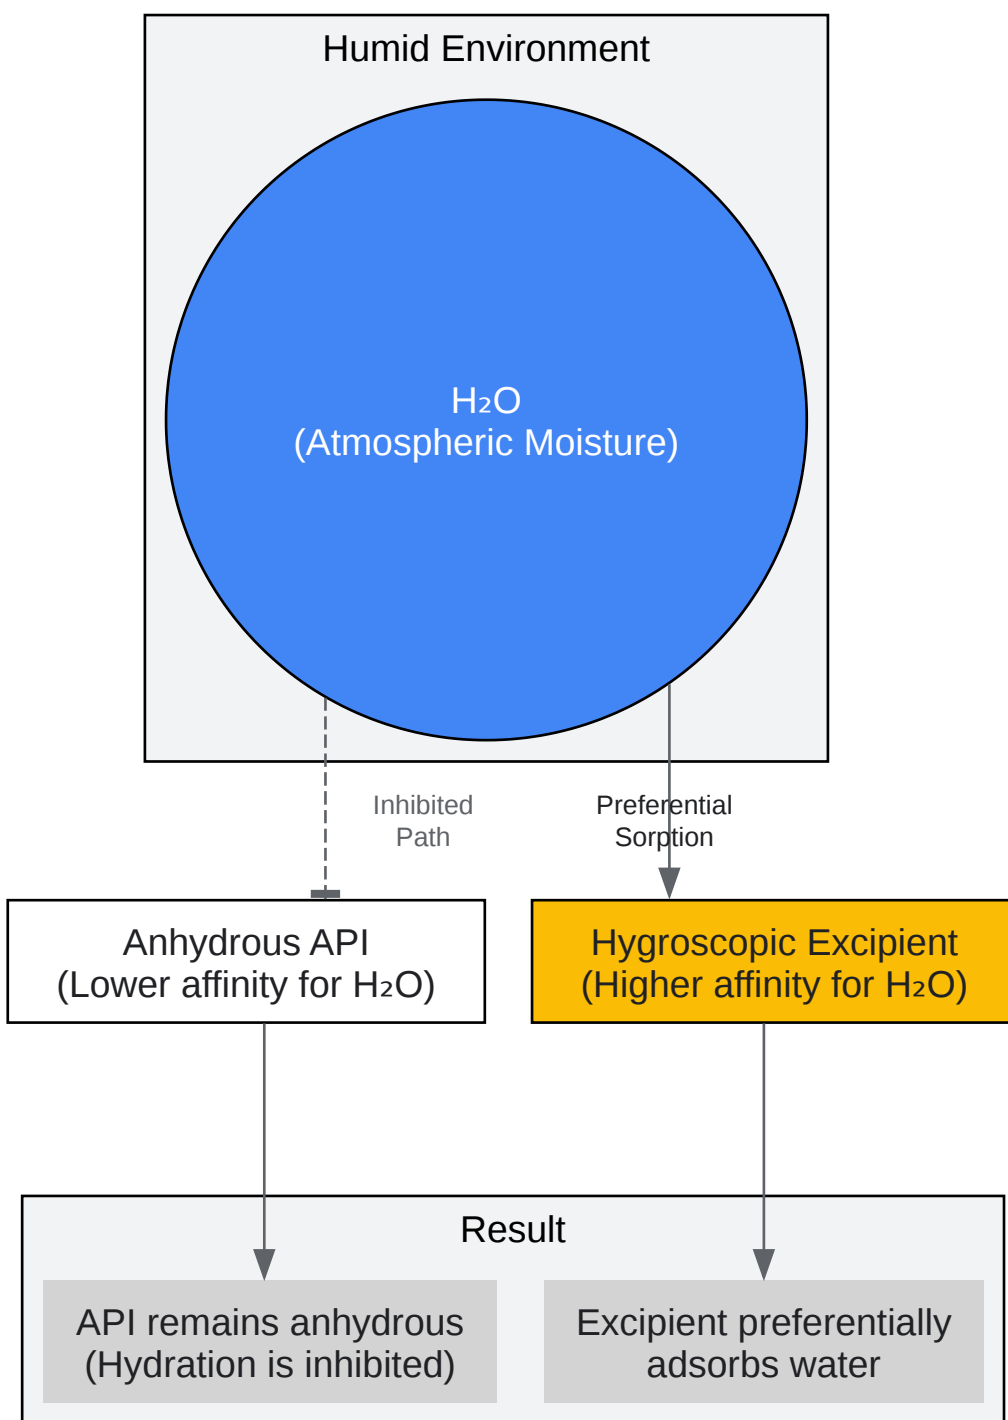 Humid Environment
H₂O
(Atmospheric Moisture)
Inhibited
Path
Preferential
Sorption
Anhydrous API
(Lower affinity for H₂O)
Hygroscopic Excipient
(Higher affinity for H₂O)
Result
API remains anhydrous
(Hydration is inhibited)
Excipient preferentially
adsorbs water